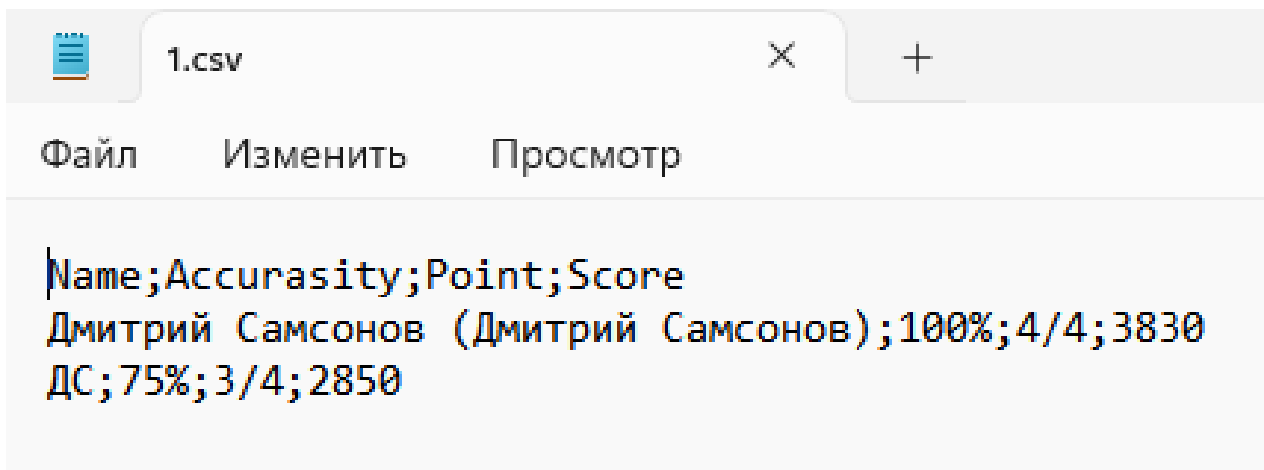 1.csv
Файл Изменить Просмотр
Name;Accurasity;Point;Score
Дмитрий Самсонов (Дмитрий Самсонов);100%;4/4;3830
ДС;75%;3/4;2850